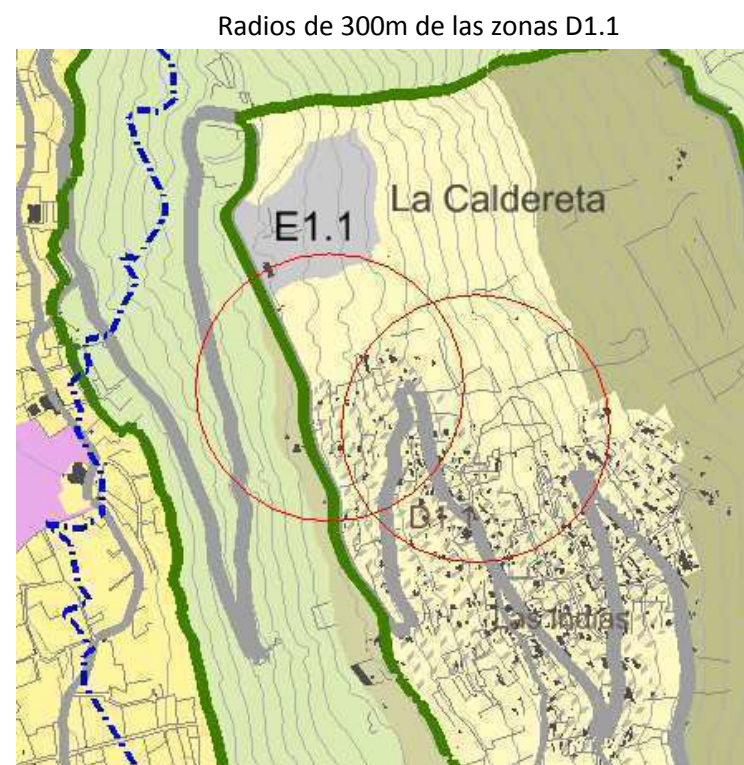 Radios de 300m de las zonas D1.1
La Caldereta
E1.1
D1.1
Las Indias